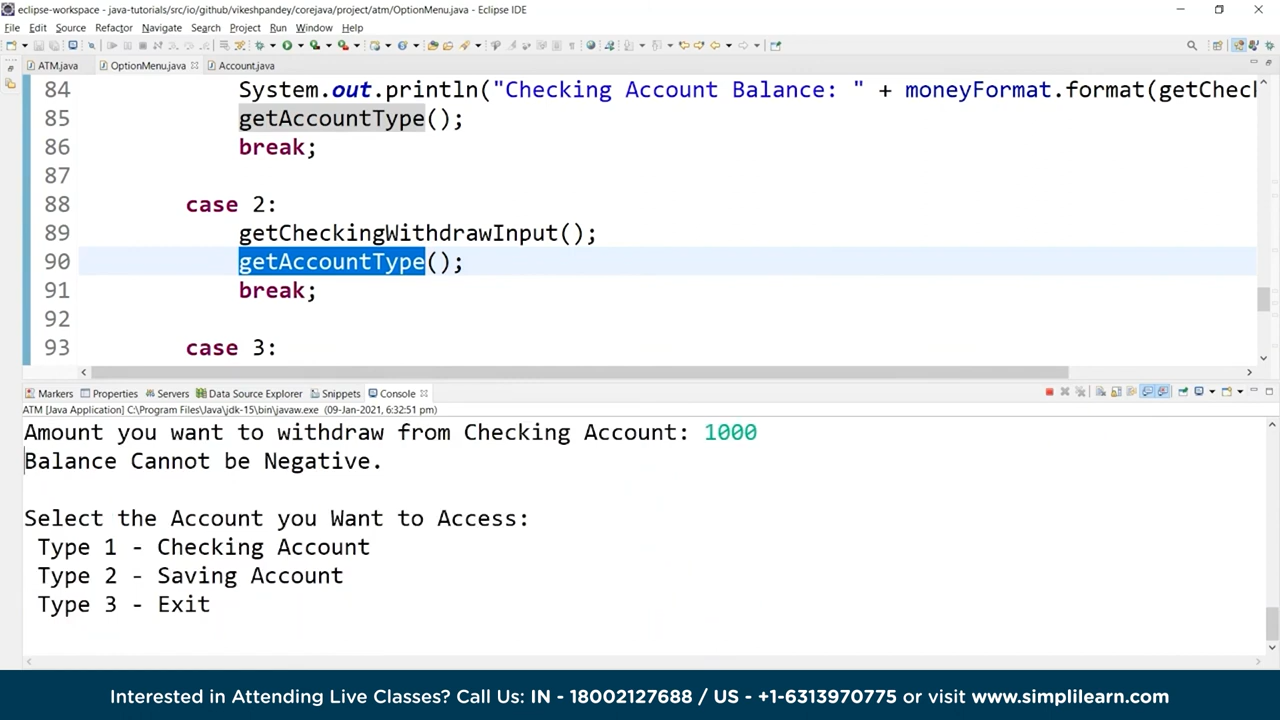 eclipse-workspace - java-tutorials/src/io/github/vikeshpandey/corejava/project/atm/OptionMenu.java - Eclipse IDE
File Edit Source Refactor Navigate Search Project Run Window Help
ATM.java OptionMenu.java Account.java
84 System.out.println("Checking Account Balance: " + moneyFormat.format(getChec
85 getAccountType();
86 break;
87
88 case 2:
89 getCheckingWithdrawInput();
90 getAccountType();
91 break;
92
93 case 3:
Markers Properties Servers Data Source Explorer Snippets Console
ATM [Java Application] C:\Program Files\Java\jdk-15\bin\javaw.exe (09-Jan-2021, 6:32:51 pm)
Amount you want to withdraw from Checking Account: 1000
Balance Cannot be Negative.
Select the Account you Want to Access:
Type 1 - Checking Account
Type 2 - Saving Account
Type 3 - Exit
Interested in Attending Live Classes? Call Us: IN - 18002127688 / US - +1-6313970775 or visit www.simplilearn.com